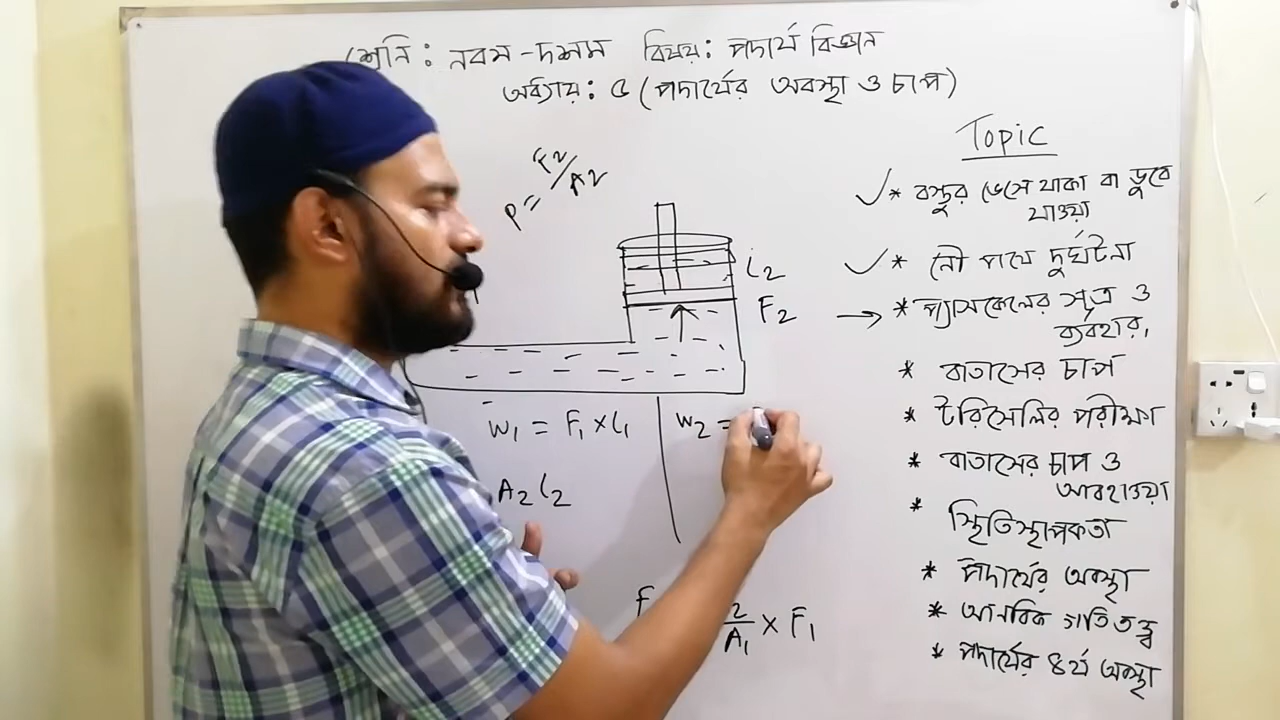 শ্রেনি: নবম-দশম বিষয়: পদার্থ বিজ্ঞান
অধ্যায়: ৫ (পদার্থের অবস্থা ও চাপ)
P = F2/A2
L2
F2
W1 = F1 × L1
W2 =
A2 L2
A1 × F1
Topic
✓ * বস্তুর ভেসে থাকা বা ডুবে
যাওয়া
✓ * নৌ পথে দুর্ঘটনা
→ * প্যাসকেলের সূত্র ও
ব্যবহার,
* বাতাসের চাপ
* টরিসেলির পরীক্ষা
* বাতাসের চাপ ও
আবহাওয়া
* স্থিতিস্থাপকতা
* পদার্থের অবস্থা
* আনবিক গতিতত্ত্ব
* পদার্থের ৪র্থ অবস্থা